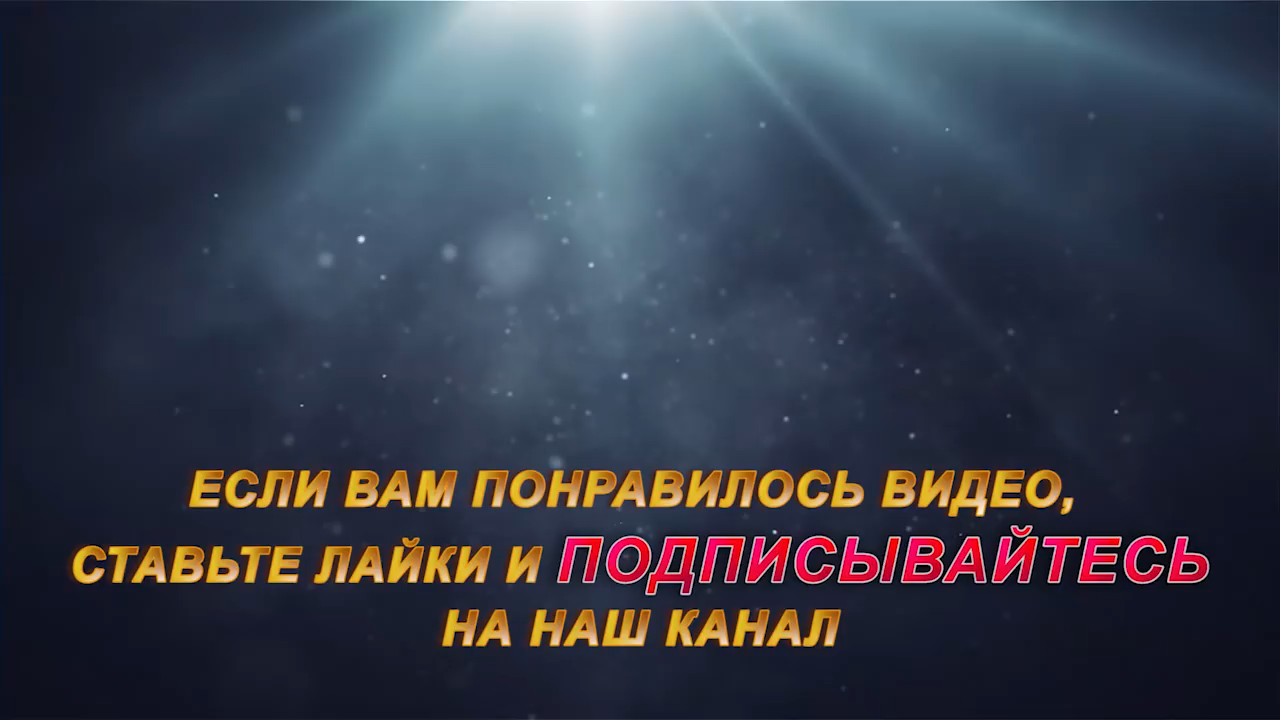 ЕСЛИ ВАМ ПОНРАВИЛОСЬ ВИДЕО,
СТАВЬТЕ ЛАЙКИ И ПОДПИСЫВАЙТЕСЬ
НА НАШ КАНАЛ